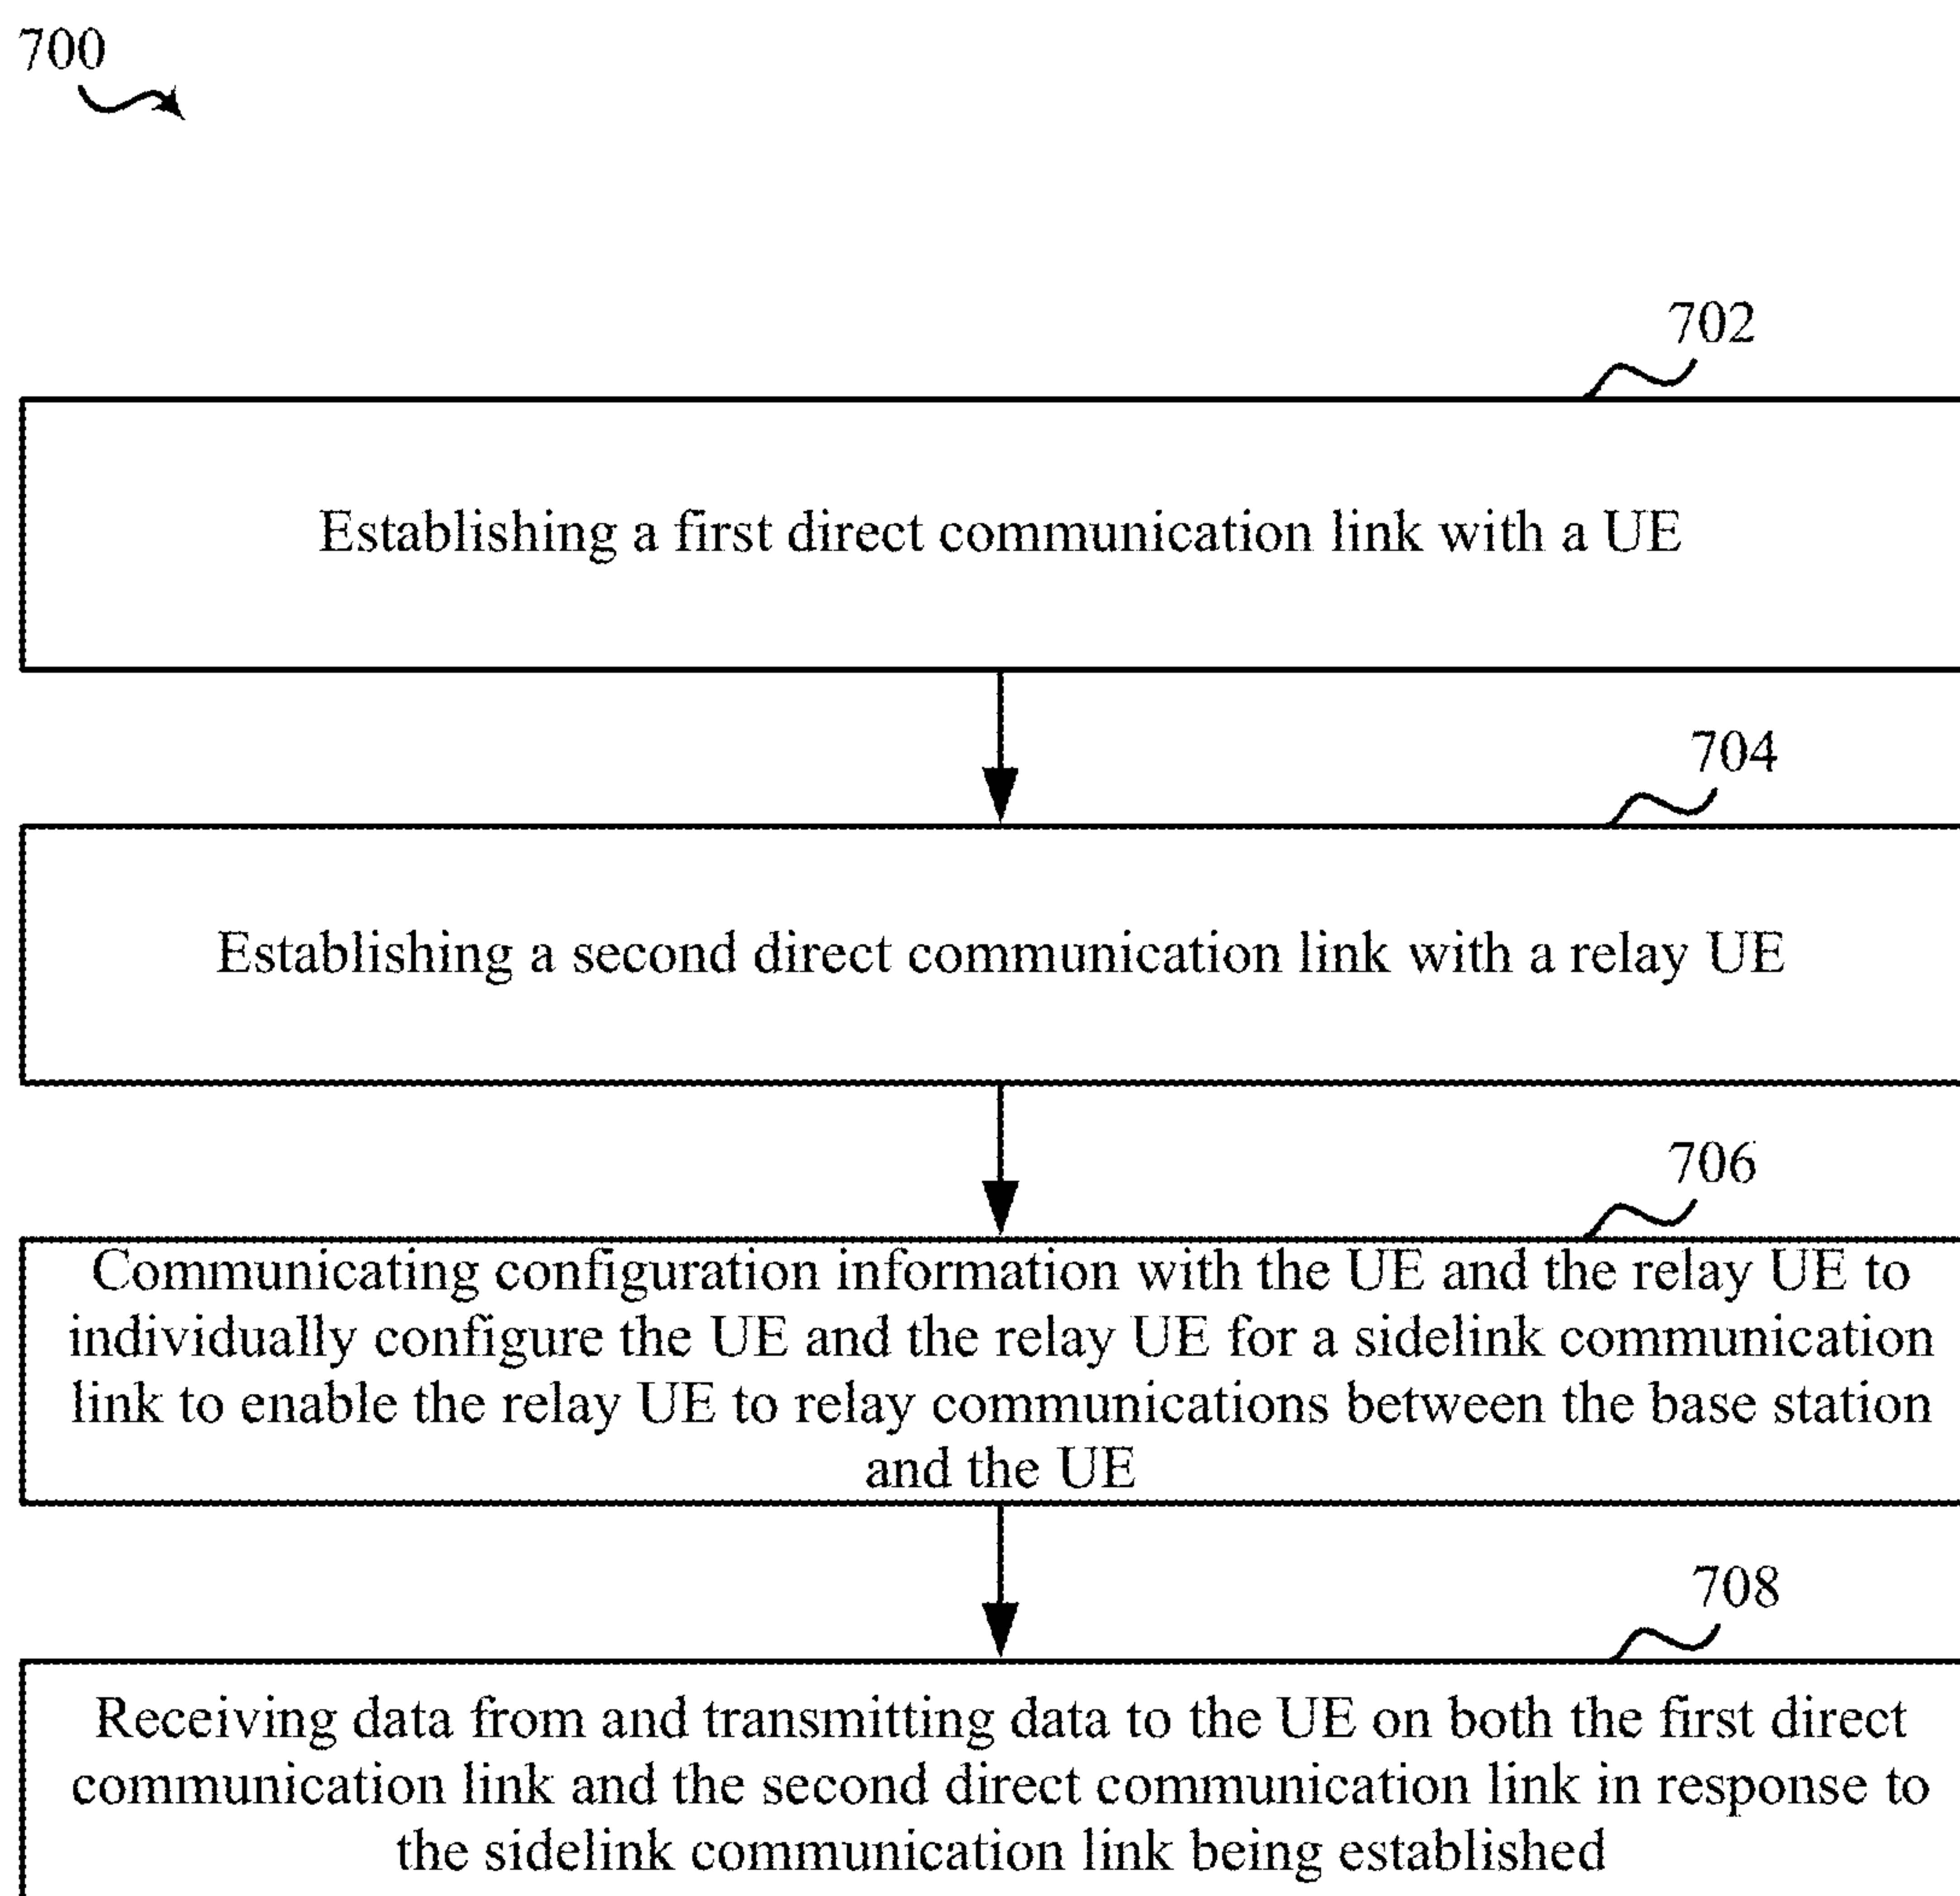 700
702
Establishing a first direct communication link with a UE
704
Establishing a second direct communication link with a relay UE
706
Communicating configuration information with the UE and the relay UE to
individually configure the UE and the relay UE for a sidelink communication
link to enable the relay UE to relay communications between the base station
and the UE
708
Receiving data from and transmitting data to the UE on both the first direct
communication link and the second direct communication link in response to
the sidelink communication link being established